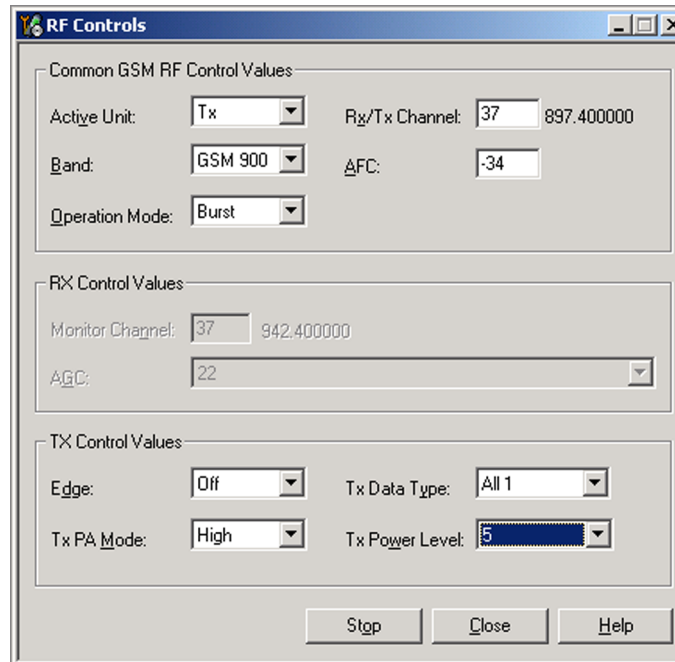 RF Controls
Common GSM RF Control Values
Active Unit: Tx Rx/Tx Channel: 37 897.400000
Band: GSM 900 AFC: -34
Operation Mode: Burst
RX Control Values
Monitor Channel: 37 942.400000
AGC: 22
TX Control Values
Edge: Off Tx Data Type: All 1
Tx PA Mode: High Tx Power Level: 5
Stop Close Help